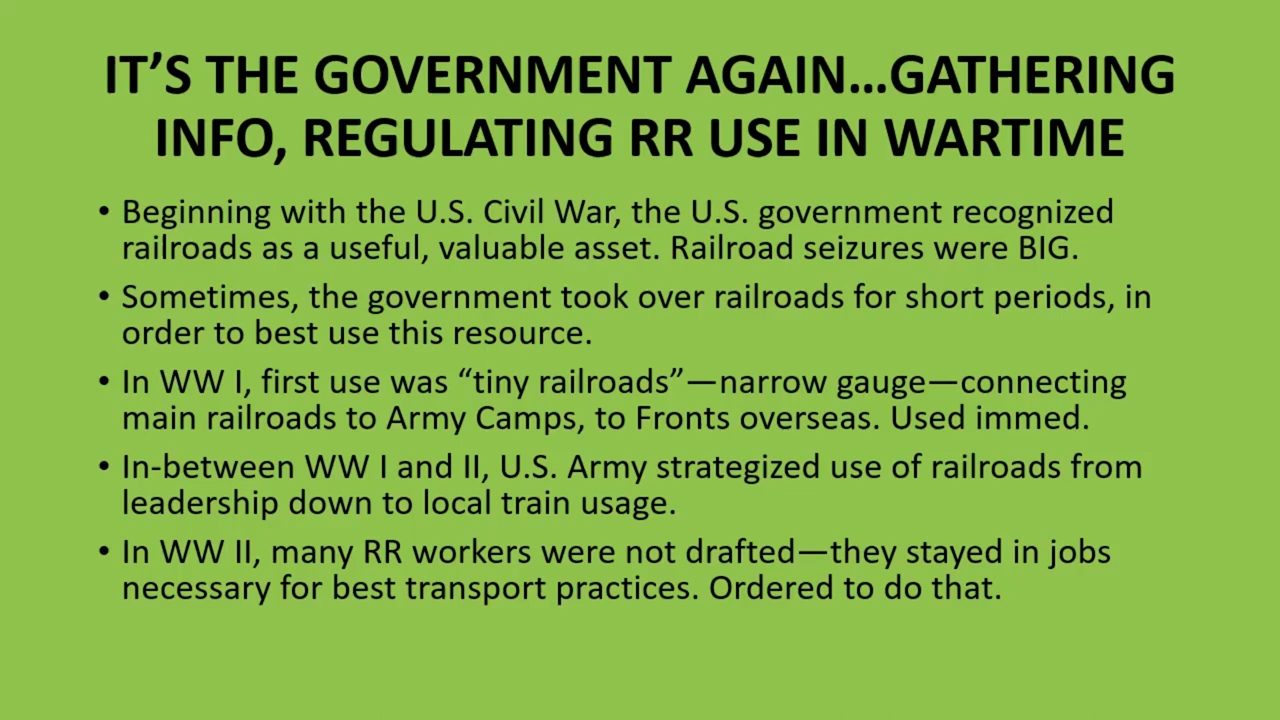 IT’S THE GOVERNMENT AGAIN…GATHERING
INFO, REGULATING RR USE IN WARTIME
• Beginning with the U.S. Civil War, the U.S. government recognized
railroads as a useful, valuable asset. Railroad seizures were BIG.
• Sometimes, the government took over railroads for short periods, in
order to best use this resource.
• In WW I, first use was “tiny railroads”—narrow gauge—connecting
main railroads to Army Camps, to Fronts overseas. Used immed.
• In-between WW I and II, U.S. Army strategized use of railroads from
leadership down to local train usage.
• In WW II, many RR workers were not drafted—they stayed in jobs
necessary for best transport practices. Ordered to do that.